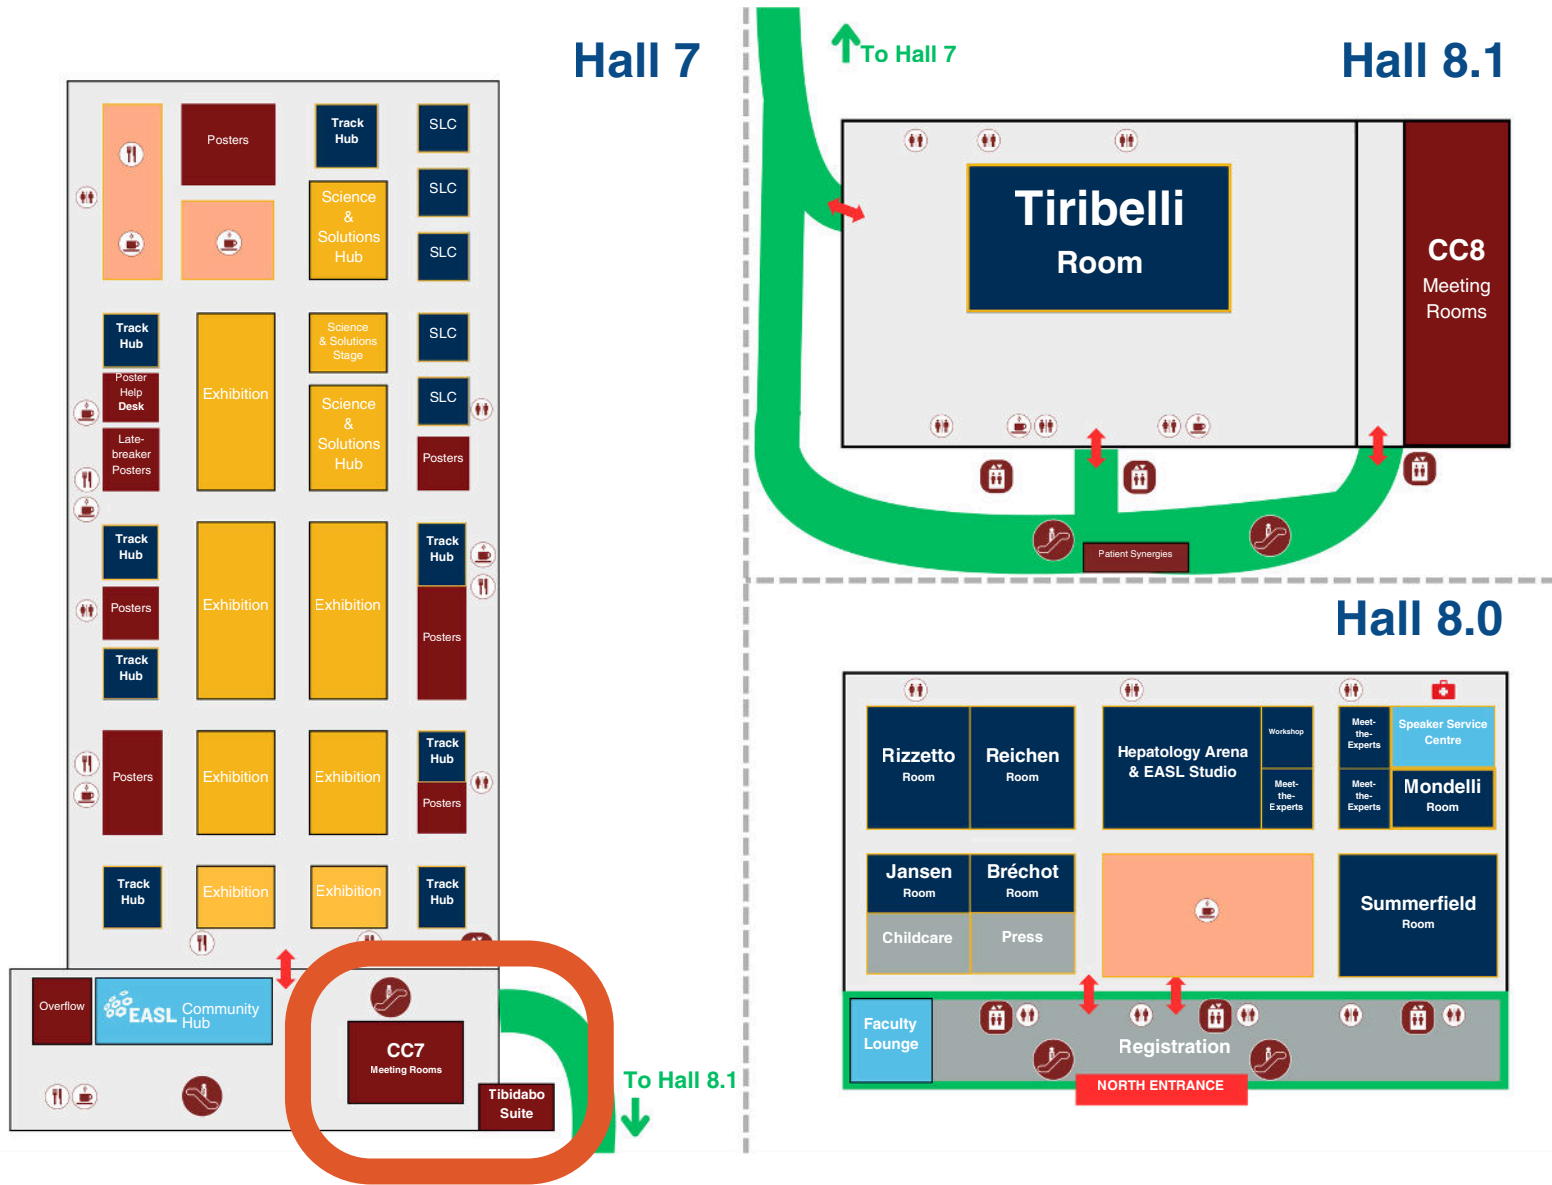 Hall 7
Posters
Track
Hub
SLC
Science
&
Solutions
Hub
SLC
SLC
Track
Hub
Exhibition
Science
& Solutions
Stage
SLC
Poster
Help
Desk
Science
&
Solutions
Hub
SLC
Late-
breaker
Posters
Posters
Track
Hub
Exhibition
Exhibition
Track
Hub
Posters
Posters
Track
Hub
Posters
Exhibition
Exhibition
Track
Hub
Posters
Track
Hub
Exhibition
Exhibition
Track
Hub
Overflow
EASL Community
Hub
CC7
Meeting Rooms
Tibidabo
Suite
To Hall 8.1
To Hall 7
Hall 8.1
Tiribelli
Room
CC8
Meeting
Rooms
Patient Synergies
Hall 8.0
Rizzetto
Room
Reichen
Room
Hepatology Arena
& EASL Studio
Workshop
Meet-
the-
Experts
Meet-
the-
Experts
Speaker Service
Centre
Meet-
the-
Experts
Mondelli
Room
Jansen
Room
Bréchot
Room
Childcare
Press
Summerfield
Room
Faculty
Lounge
Registration
NORTH ENTRANCE